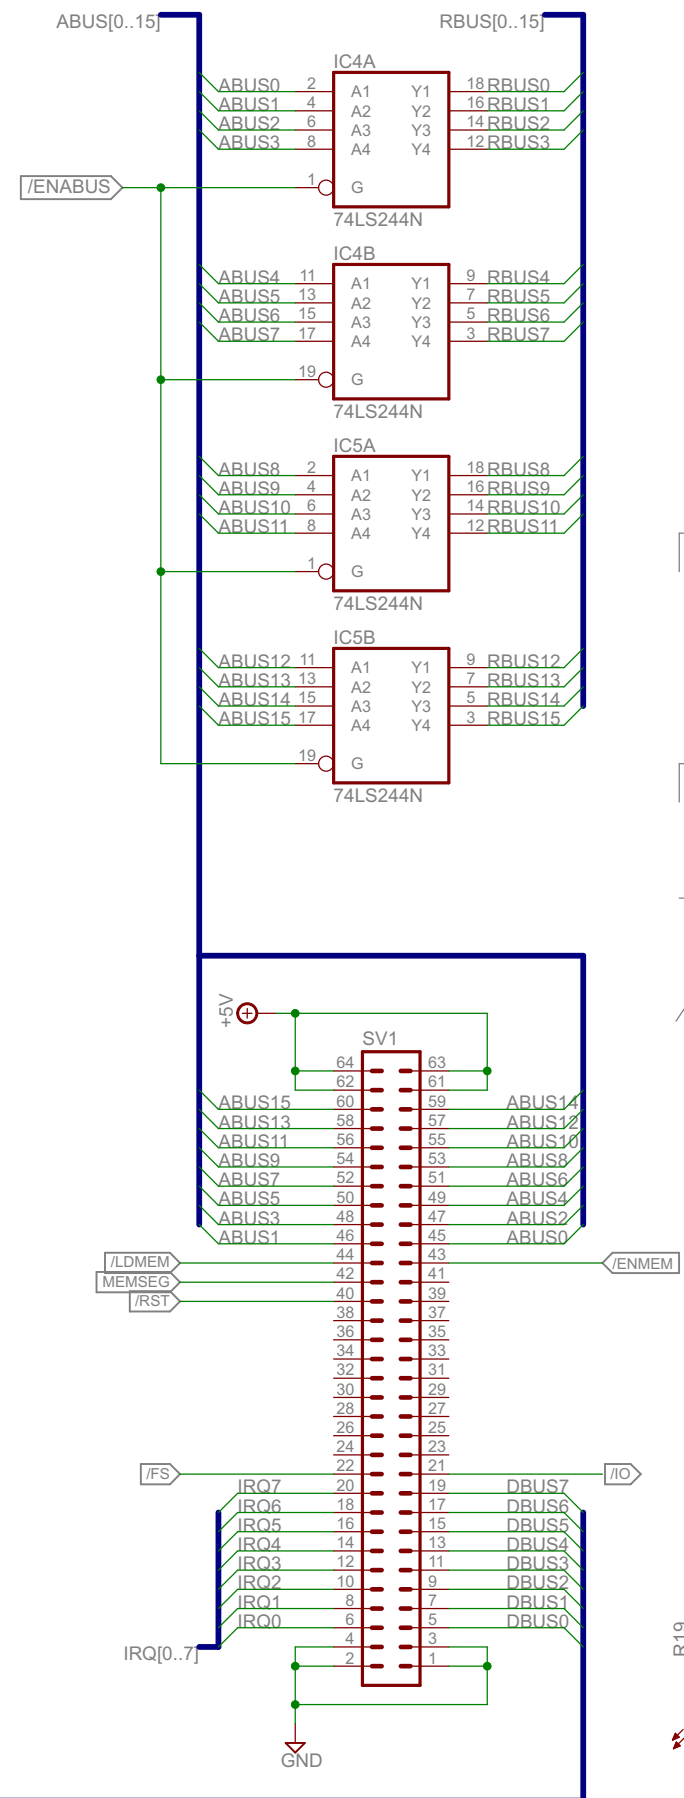 ABUS[0..15] RBUS[0..15]
IC4A
ABUS0 2 A1 Y1 18 RBUS0
ABUS1 4 A2 Y2 16 RBUS1
ABUS2 6 A3 Y3 14 RBUS2
ABUS3 8 A4 Y4 12 RBUS3
/ENABUS 1 G
74LS244N
IC4B
ABUS4 11 A1 Y1 9 RBUS4
ABUS5 13 A2 Y2 7 RBUS5
ABUS6 15 A3 Y3 5 RBUS6
ABUS7 17 A4 Y4 3 RBUS7
19 G
74LS244N
IC5A
ABUS8 2 A1 Y1 18 RBUS8
ABUS9 4 A2 Y2 16 RBUS9
ABUS10 6 A3 Y3 14 RBUS10
ABUS11 8 A4 Y4 12 RBUS11
1 G
74LS244N
IC5B
ABUS12 11 A1 Y1 9 RBUS12
ABUS13 13 A2 Y2 7 RBUS13
ABUS14 15 A3 Y3 5 RBUS14
ABUS15 17 A4 Y4 3 RBUS15
19 G
74LS244N
+5V
SV1
64 63
62 61
ABUS15 60 59 ABUS14
ABUS13 58 57 ABUS12
ABUS11 56 55 ABUS10
ABUS9 54 53 ABUS8
ABUS7 52 51 ABUS6
ABUS5 50 49 ABUS4
ABUS3 48 47 ABUS2
ABUS1 46 45 ABUS0
/LDMEM 44 43 /ENMEM
MEMSEG 42 41
/RST 40 39
38 37
36 35
34 33
32 31
30 29
28 27
26 25
24 23
/FS 22 21 /IO
IRQ7 20 19 DBUS7
IRQ6 18 17 DBUS6
IRQ5 16 15 DBUS5
IRQ4 14 13 DBUS4
IRQ3 12 11 DBUS3
IRQ2 10 9 DBUS2
IRQ1 8 7 DBUS1
IRQ0 6 5 DBUS0
4 3
IRQ[0..7] 2 1
R19
GND